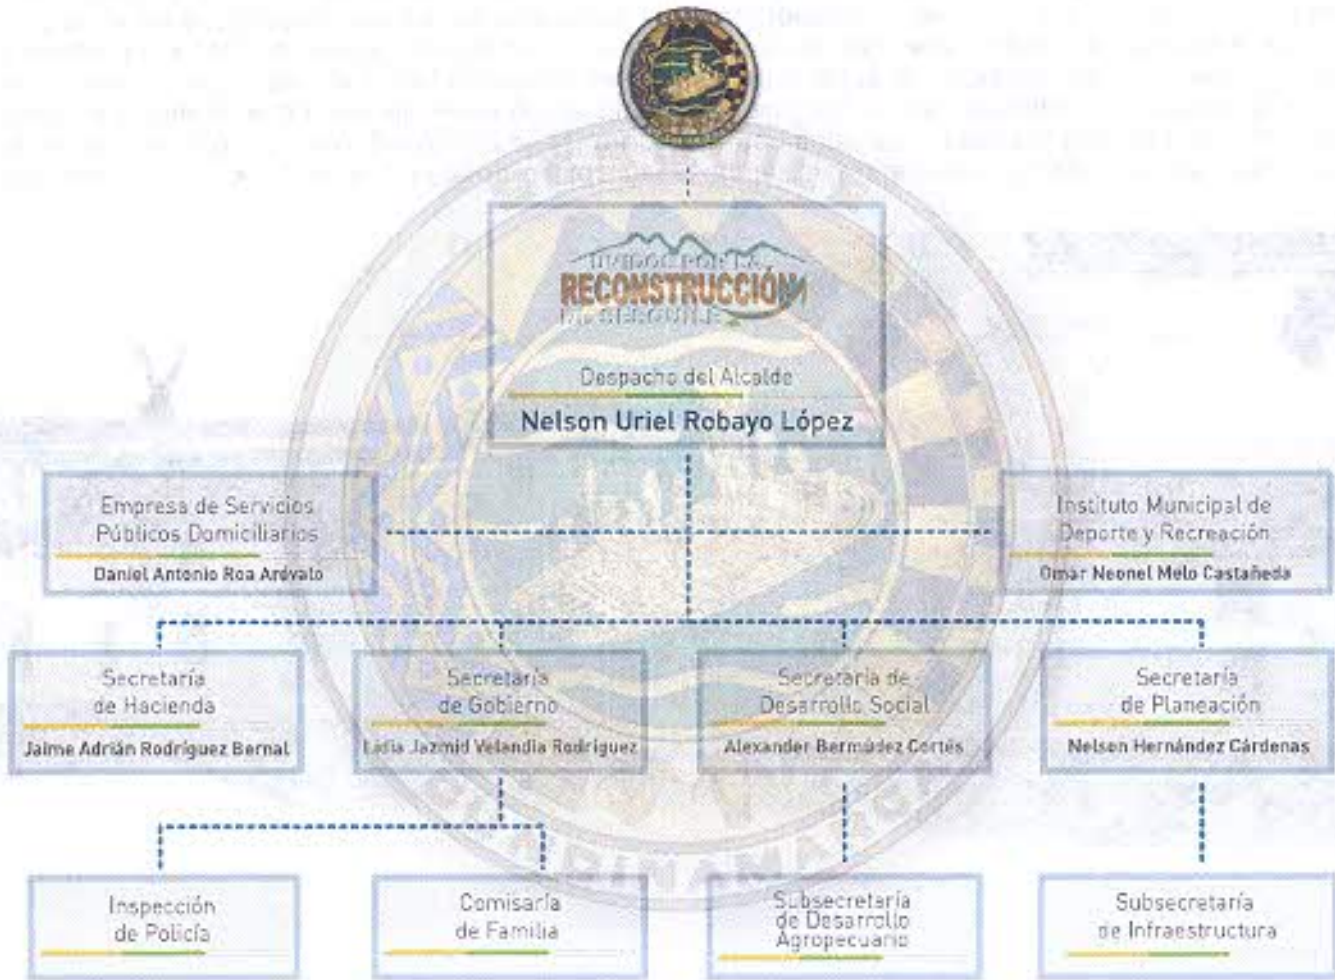 RECONSTRUCCIÓN
Despacho del Alcalde
Nelson Uriel Robayo López
Empresa de Servicios
Públicos Domiciliarios
Daniel Antonio Roa Arévalo
Instituto Municipal de
Deporte y Recreación
Omar Neonel Melo Castañeda
Secretaría
de Hacienda
Jaime Adrián Rodríguez Bernal
Secretaría
de Gobierno
Lidia Jazmid Velandia Rodríguez
Secretaría de
Desarrollo Social
Alexander Bermúdez Cortés
Secretaría
de Planeación
Nelson Hernández Cárdenas
Inspección
de Policía
Comisaría
de Familia
Subsecretaría
de Desarrollo
Agropecuario
Subsecretaría
de Infraestructura
CUNDINAMARCA